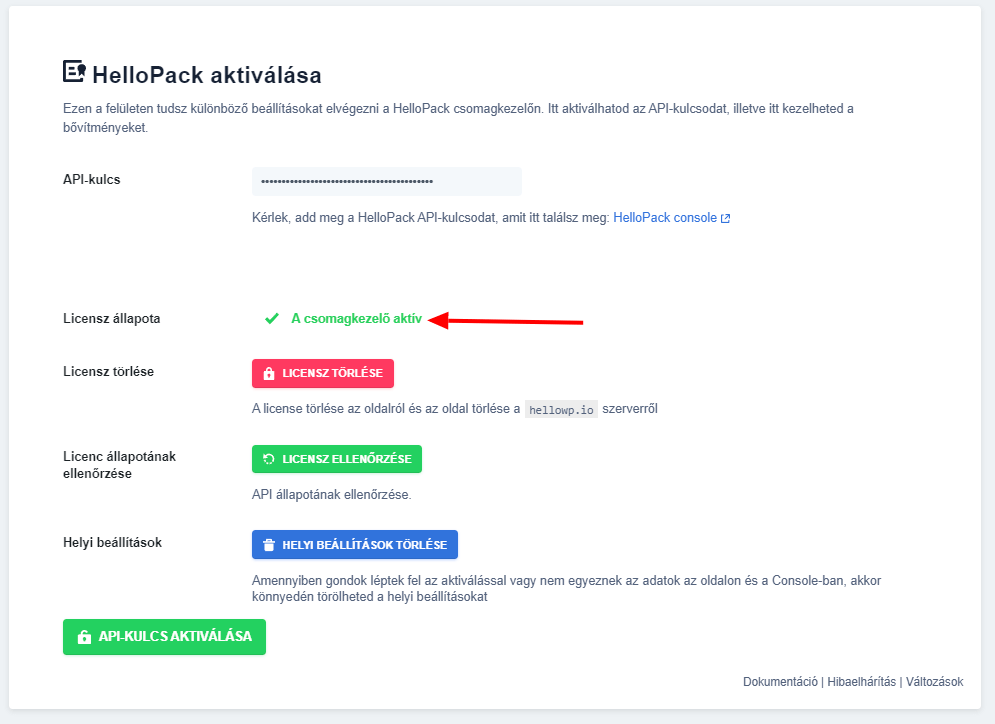 HelloPack aktiválása
Ezen a felületen tudsz különböző beállításokat elvégezni a HelloPack csomagkezelőn. Itt aktiválhatod az API-kulcsodat, illetve itt kezelheted a
bővítményeket.
API-kulcs
Kérlek, add meg a HelloPack API-kulcsodat, amit itt találsz meg: HelloPack console
Licensz állapota
A csomagkezelő aktív
Licensz törlése
LICENSZ TÖRLÉSE
A license törlése az oldalról és az oldal törlése a hellowp.io szerverről
Licenc állapotának
ellenőrzése
LICENSZ ELLENŐRZÉSE
API állapotának ellenőrzése.
Helyi beállítások
HELYI BEÁLLÍTÁSOK TÖRLÉSE
Amennyiben gondok léptek fel az aktiválással vagy nem egyeznek az adatok az oldalon és a Console-ban, akkor
könnyedén törölheted a helyi beállításokat
API-KULCS AKTIVÁLÁSA
Dokumentáció | Hibaelhárítás | Változások